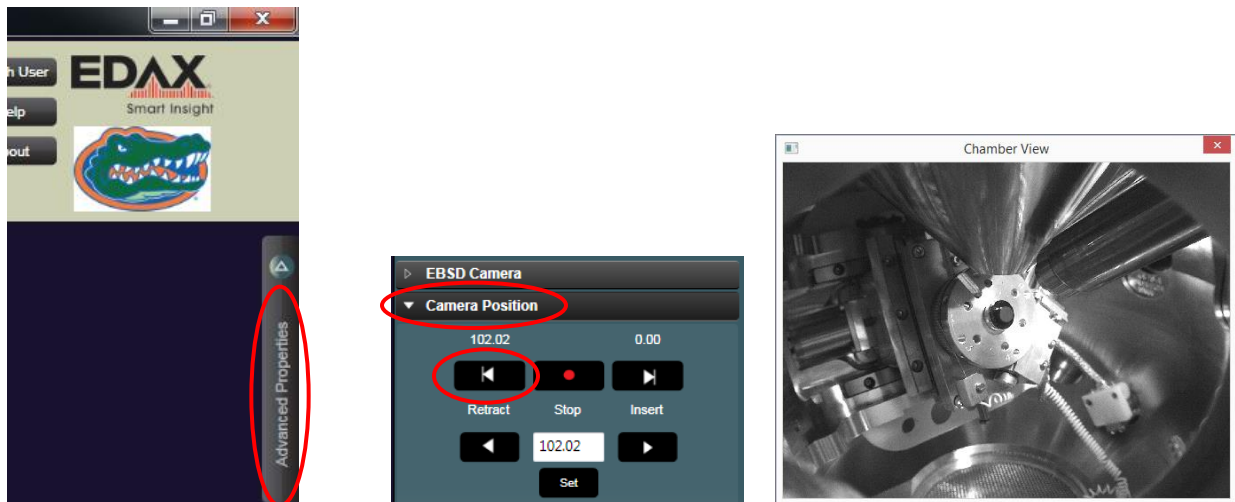 h User
EDAX
Smart Insight
elp
out
Advanced Properties
EBSD Camera
Camera Position
102.02 0.00
Retract Stop Insert
102.02
Set
Chamber View